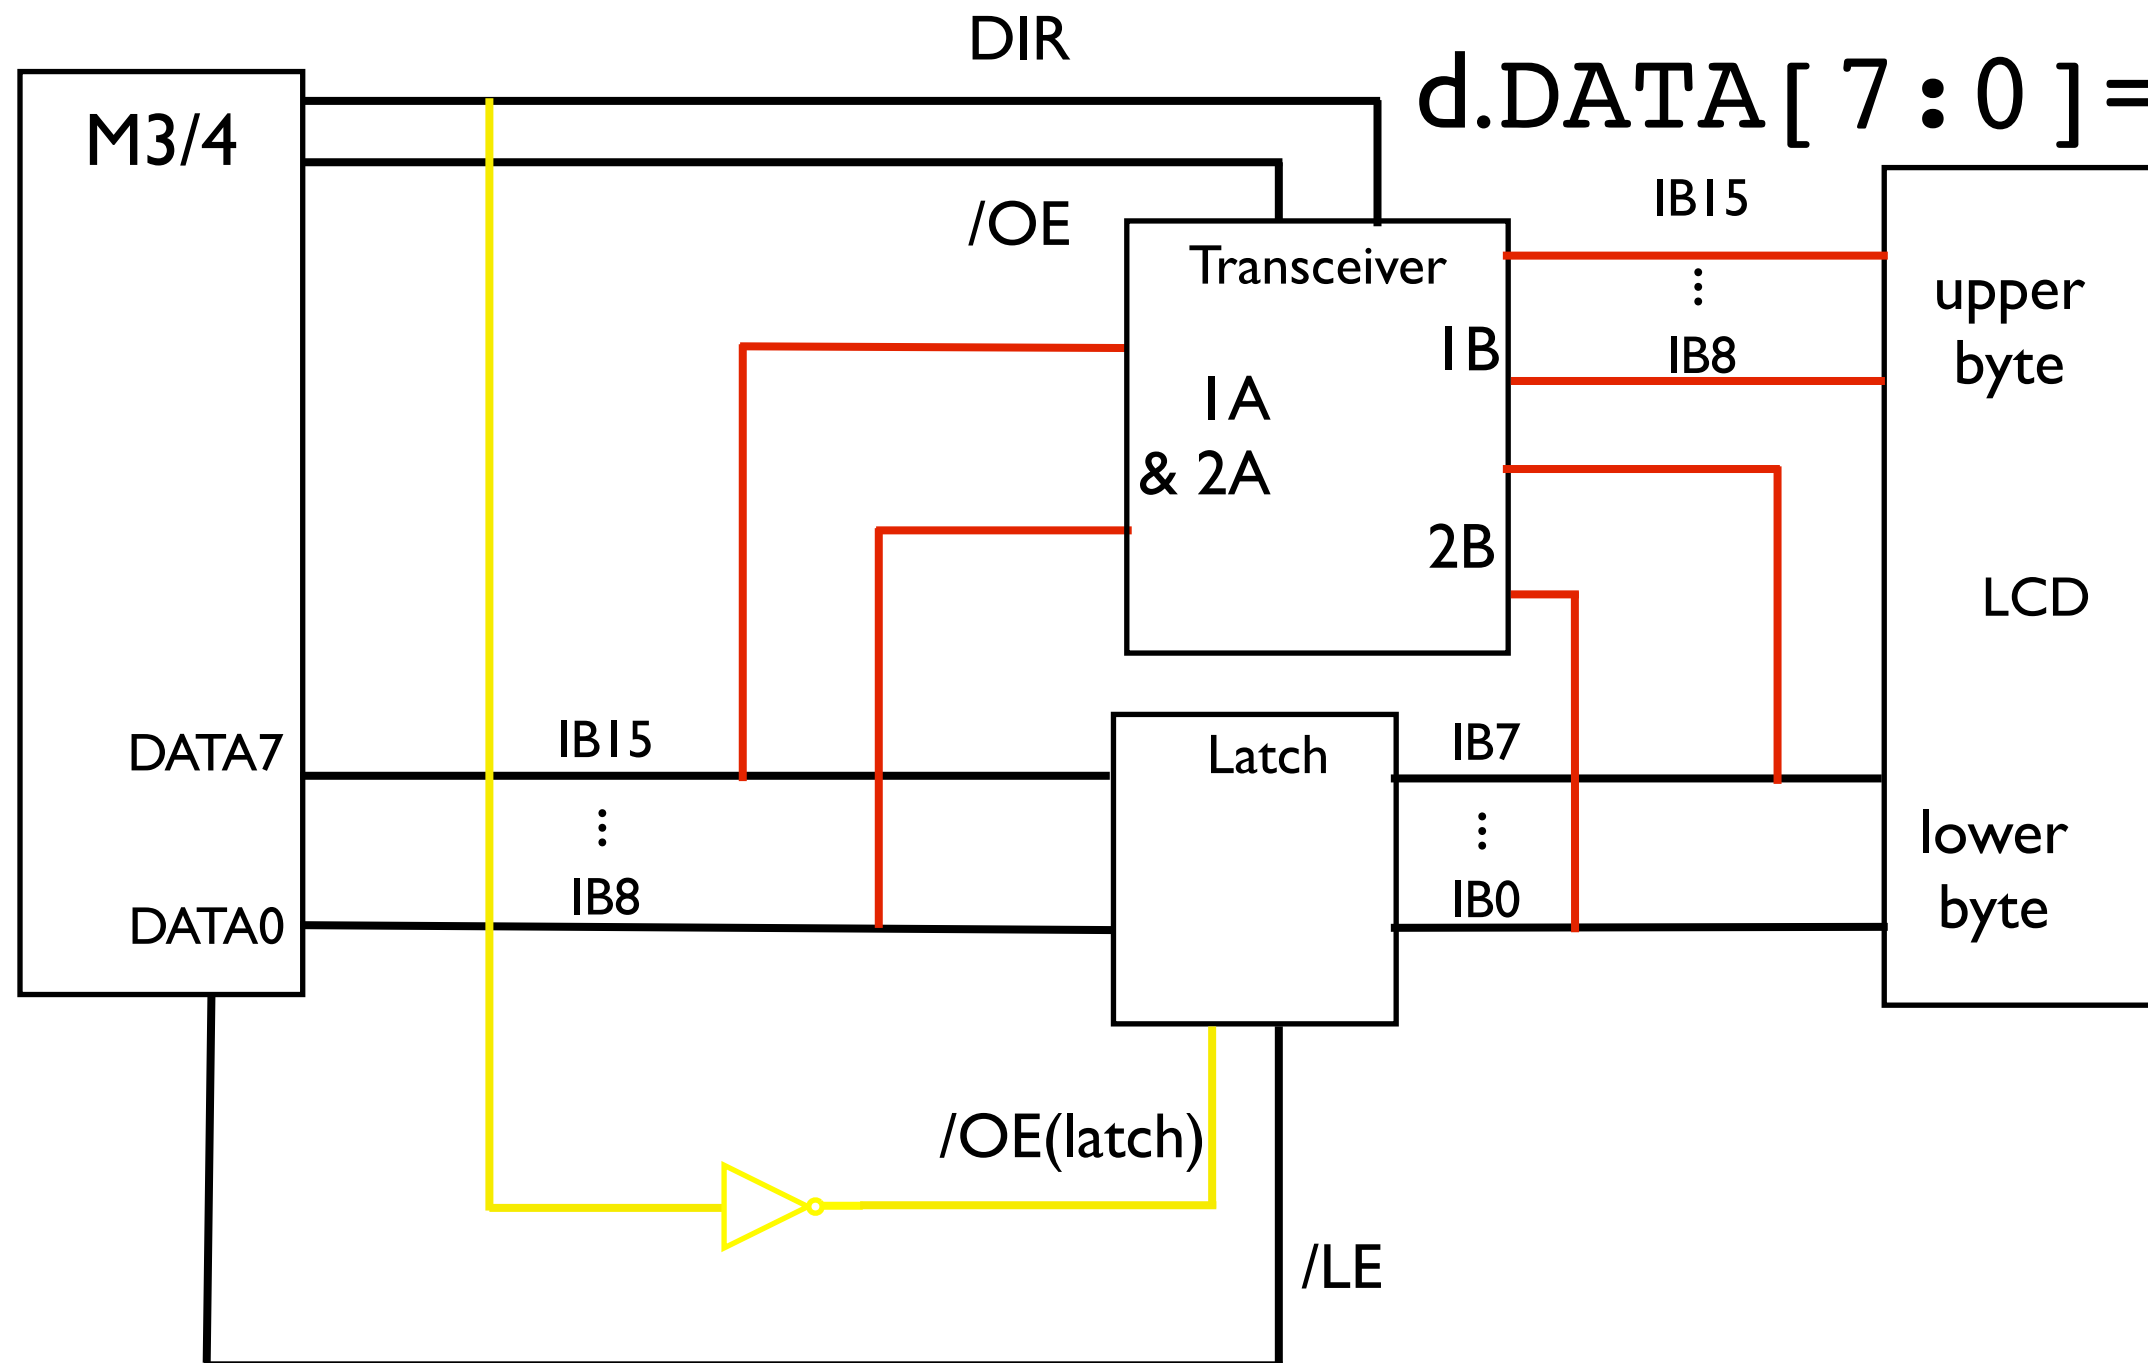 DIR
d.DATA[7:0]=
M3/4
/OE
IB15
Transceiver
upper
byte
IB8
1B
1A
& 2A
2B
LCD
DATA7
IB15
Latch
IB7
lower
byte
DATA0
IB8
IB0
/OE(latch)
/LE